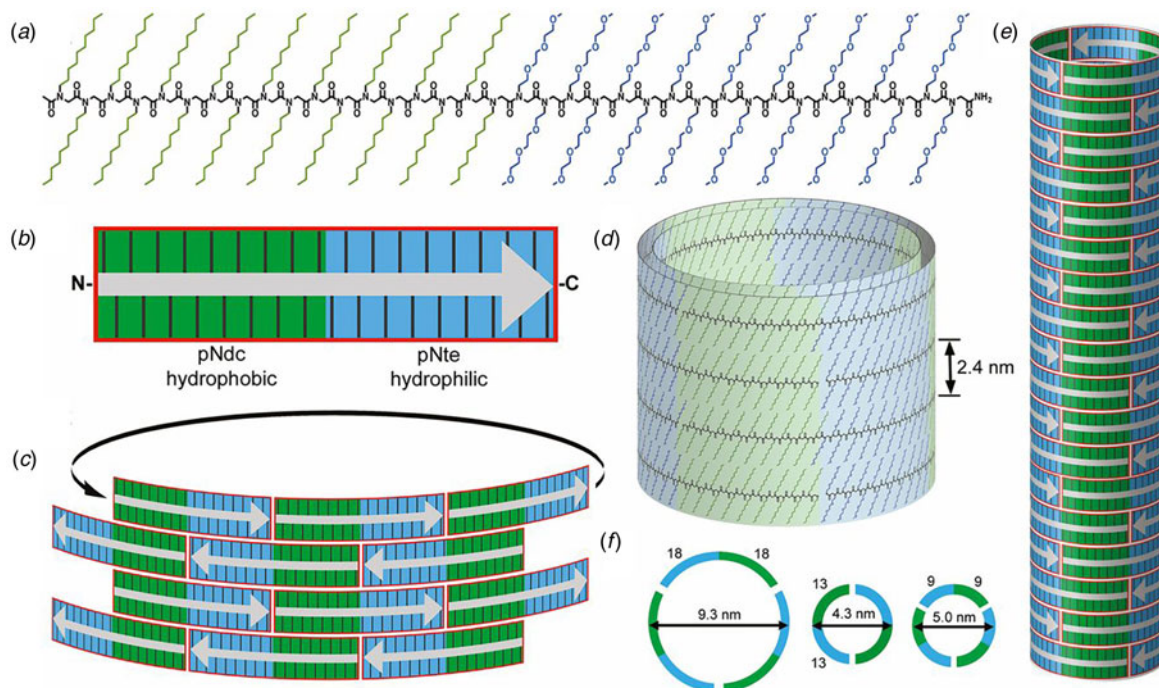 (a)
NH₂
(e)
(b)
N-
-C
pNdc
hydrophobic
pNte
hydrophilic
(d)
2.4 nm
(c)
(f)
18 18
9.3 nm
13
4.3 nm
13
9 9
5.0 nm